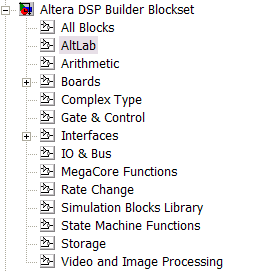 Altera DSP Builder Blockset
All Blocks
AltLab
Arithmetic
Boards
Complex Type
Gate & Control
Interfaces
IO & Bus
MegaCore Functions
Rate Change
Simulation Blocks Library
State Machine Functions
Storage
Video and Image Processing